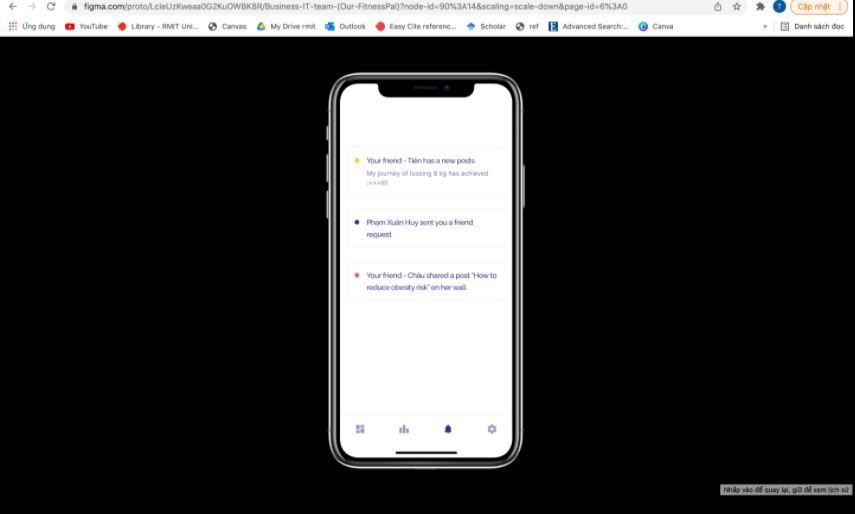 figma.com/proto/LcleUzKweaa0G2KuOWBK8R/Business-IT-team-(Our-FitnessPal)?node-id=90%3A14&scaling=scale-down&page-id=6%3A0
T
Cập nhật
Ứng dụng YouTube Library - RMIT Uni... Canvas My Drive rmit Outlook Easy Cite referenc... Scholar ref Advanced Search:... Canva » Danh sách đọc
Your friend - Tiên has a new posts
My journey of loosing 8 kg has achieved
:>>>!!!
Phạm Xuân Huy sent you a friend
request
Your friend - Châu shared a post "How to
reduce obesity risk" on her wall
Nhấp vào để quay lại, giữ để xem lịch sử